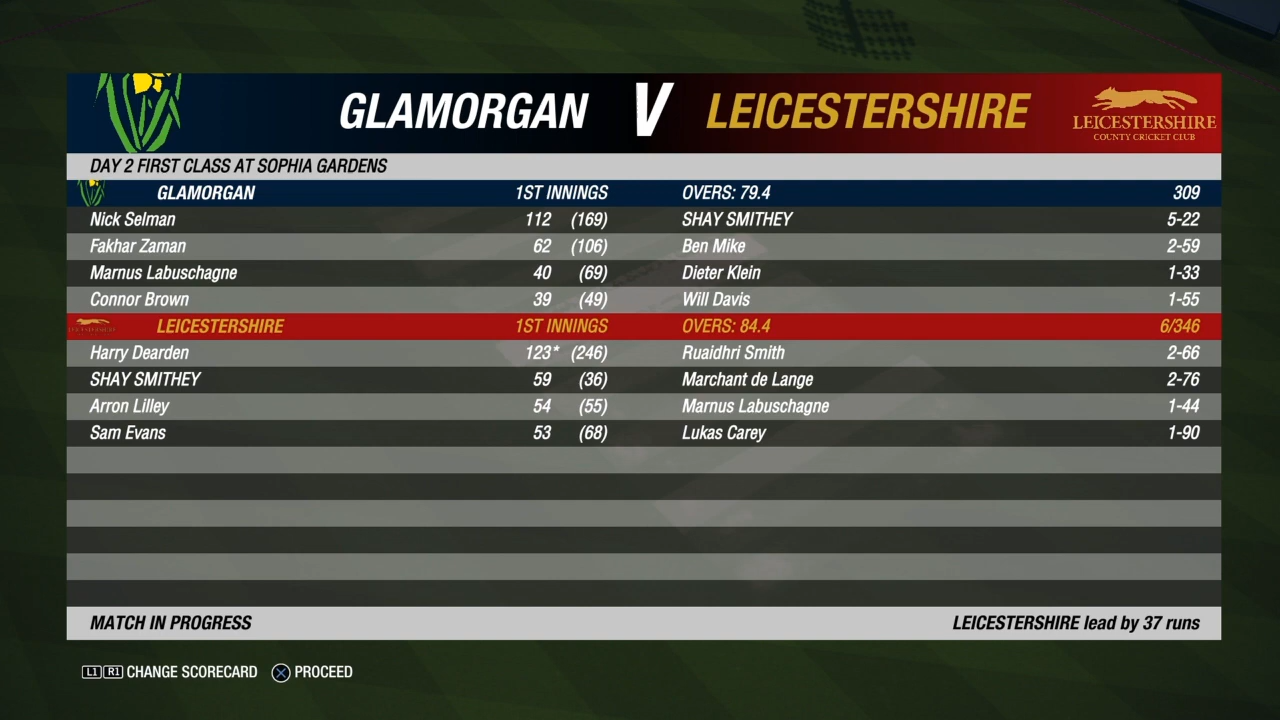 GLAMORGAN V LEICESTERSHIRE
LEICESTERSHIRE
COUNTY CRICKET CLUB
DAY 2 FIRST CLASS AT SOPHIA GARDENS
GLAMORGAN 1ST INNINGS OVERS: 79.4 309
Nick Selman 112 (169) SHAY SMITHEY 5-22
Fakhar Zaman 62 (106) Ben Mike 2-59
Marnus Labuschagne 40 (69) Dieter Klein 1-33
Connor Brown 39 (49) Will Davis 1-55
LEICESTERSHIRE 1ST INNINGS OVERS: 84.4 6/346
Harry Dearden 123* (246) Ruaidhri Smith 2-66
SHAY SMITHEY 59 (36) Marchant de Lange 2-76
Arron Lilley 54 (55) Marnus Labuschagne 1-44
Sam Evans 53 (68) Lukas Carey 1-90
MATCH IN PROGRESS LEICESTERSHIRE lead by 37 runs
L1 R1 CHANGE SCORECARD PROCEED